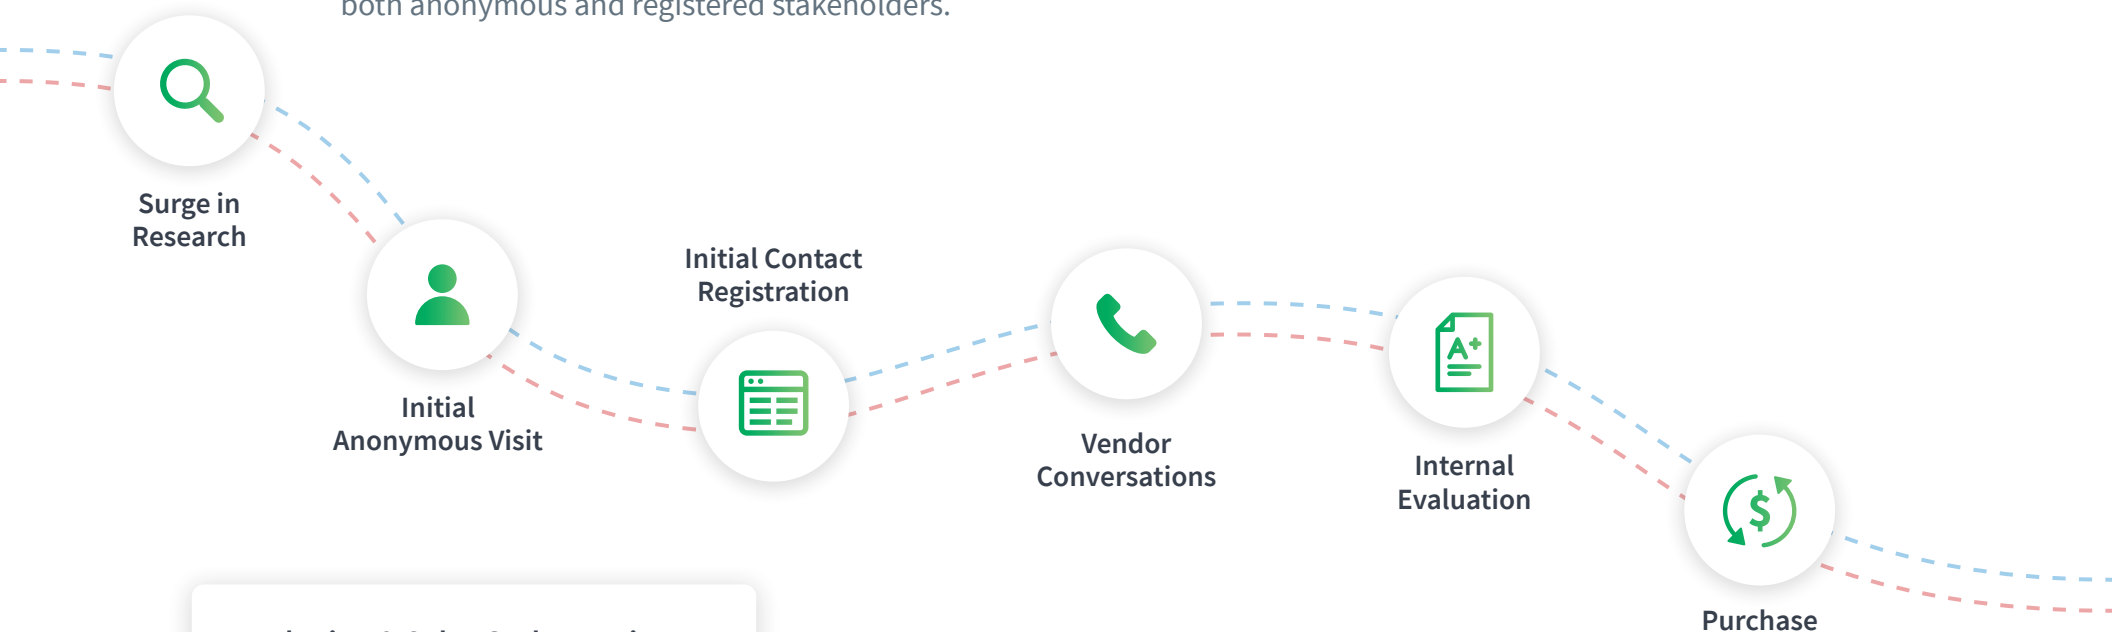 both anonymous and registered stakeholders.
Surge in
Research
Initial
Anonymous Visit
Initial Contact
Registration
Vendor
Conversations
A+
Internal
Evaluation
$
Purchase